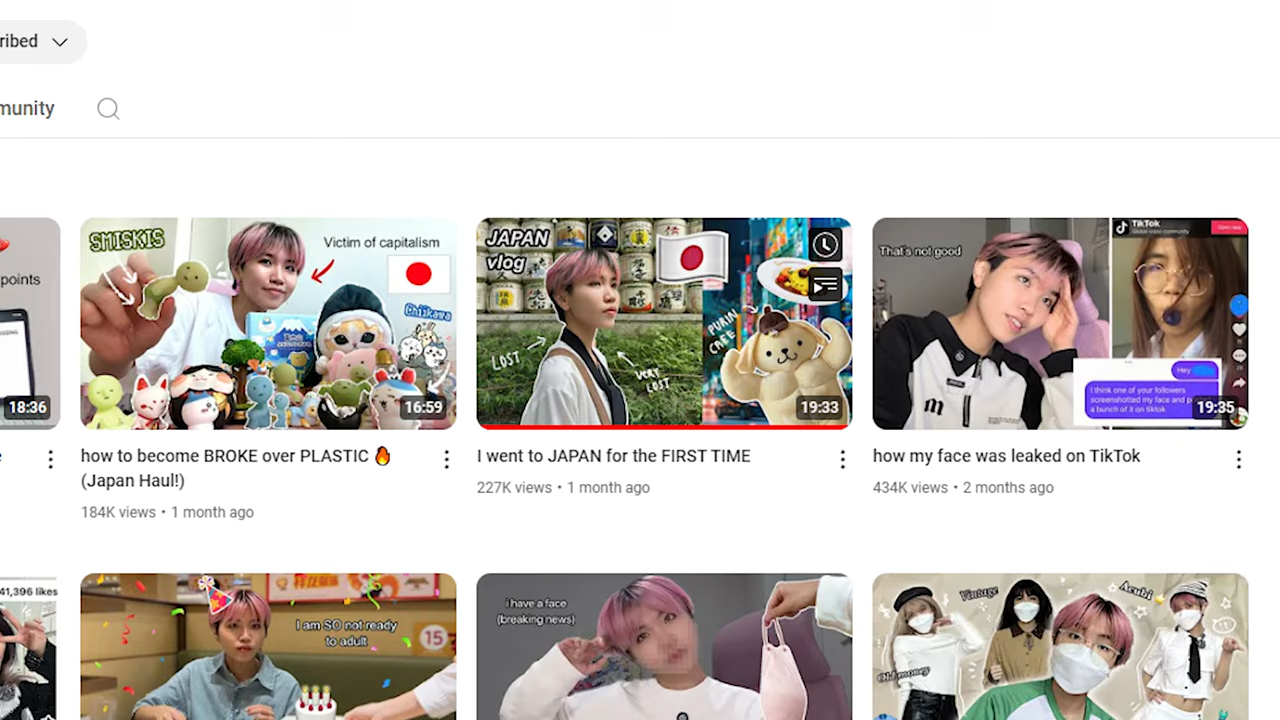 ribed
munity
points
18:36
SMISKIS
Victim of capitalism
Chiikawa
16:59
JAPAN
vlog
LOST
VERY
LOST
PURIN
CAFE
19:33
That's not good
TikTok
Open app
Hey
I think one of your followers
screenshotted my face and p
a bunch of it on tiktok
19:35
how to become BROKE over PLASTIC 🔥
(Japan Haul!)
184K views • 1 month ago
I went to JAPAN for the FIRST TIME
227K views • 1 month ago
how my face was leaked on TikTok
434K views • 2 months ago
41,396 likes
I am SO not ready
to adult
15
i have a face
(breaking news)
Vintage
Acubi
Old money